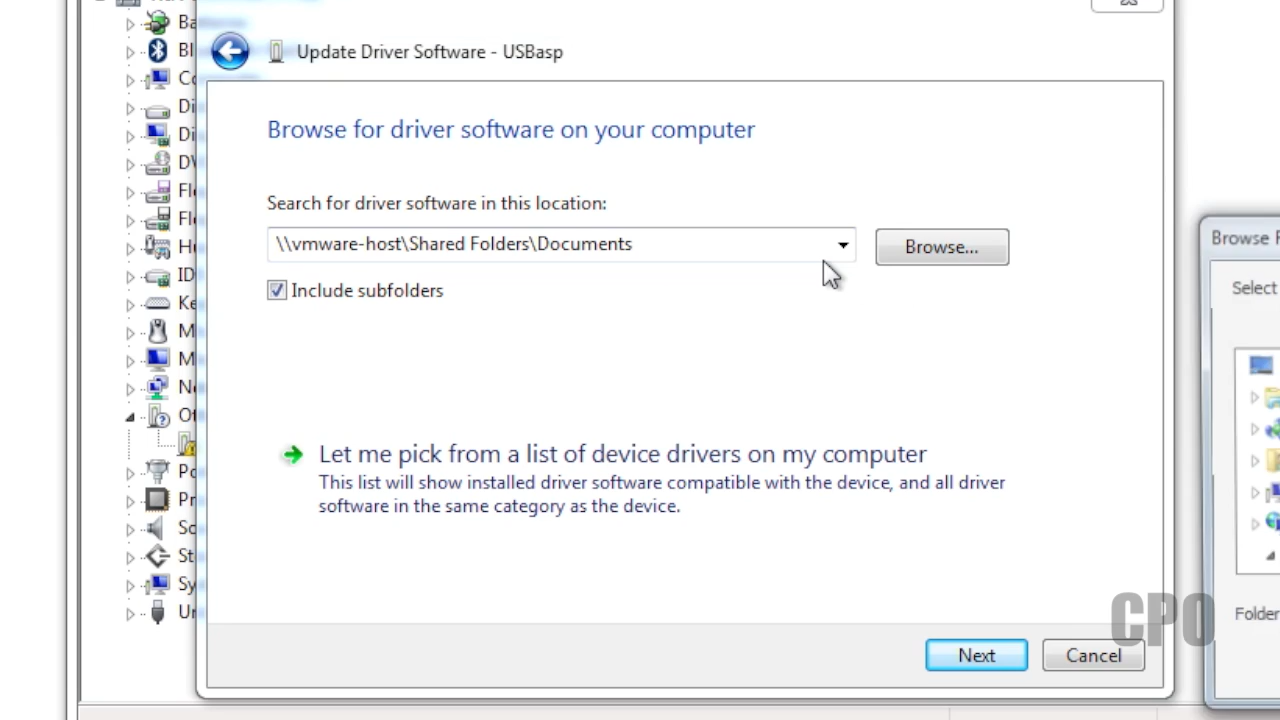 Update Driver Software - USBasp
Browse for driver software on your computer
Search for driver software in this location:
\\vmware-host\Shared Folders\Documents
Browse...
Include subfolders
Let me pick from a list of device drivers on my computer
This list will show installed driver software compatible with the device, and all driver
software in the same category as the device.
Next
Cancel
Browse
Select
Folder
CPO